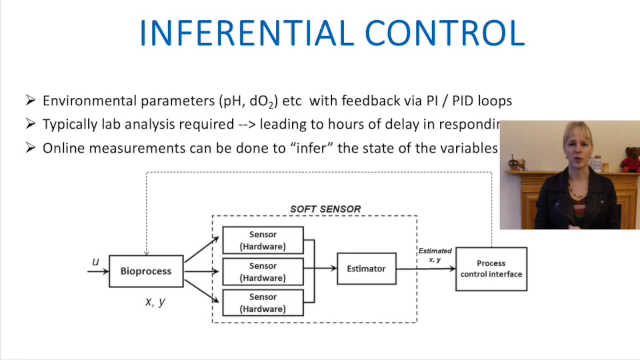 INFERENTIAL CONTROL
➢ Environmental parameters (pH, dO₂) etc with feedback via PI / PID loops
➢ Typically lab analysis required --> leading to hours of delay in
➢ Online measurements can be done to “infer” the state of the variables
SOFT SENSOR
u
Bioprocess
x, y
Sensor
(Hardware)
Sensor
(Hardware)
Sensor
(Hardware)
Estimator
Estimated
x, y
Process
control interface